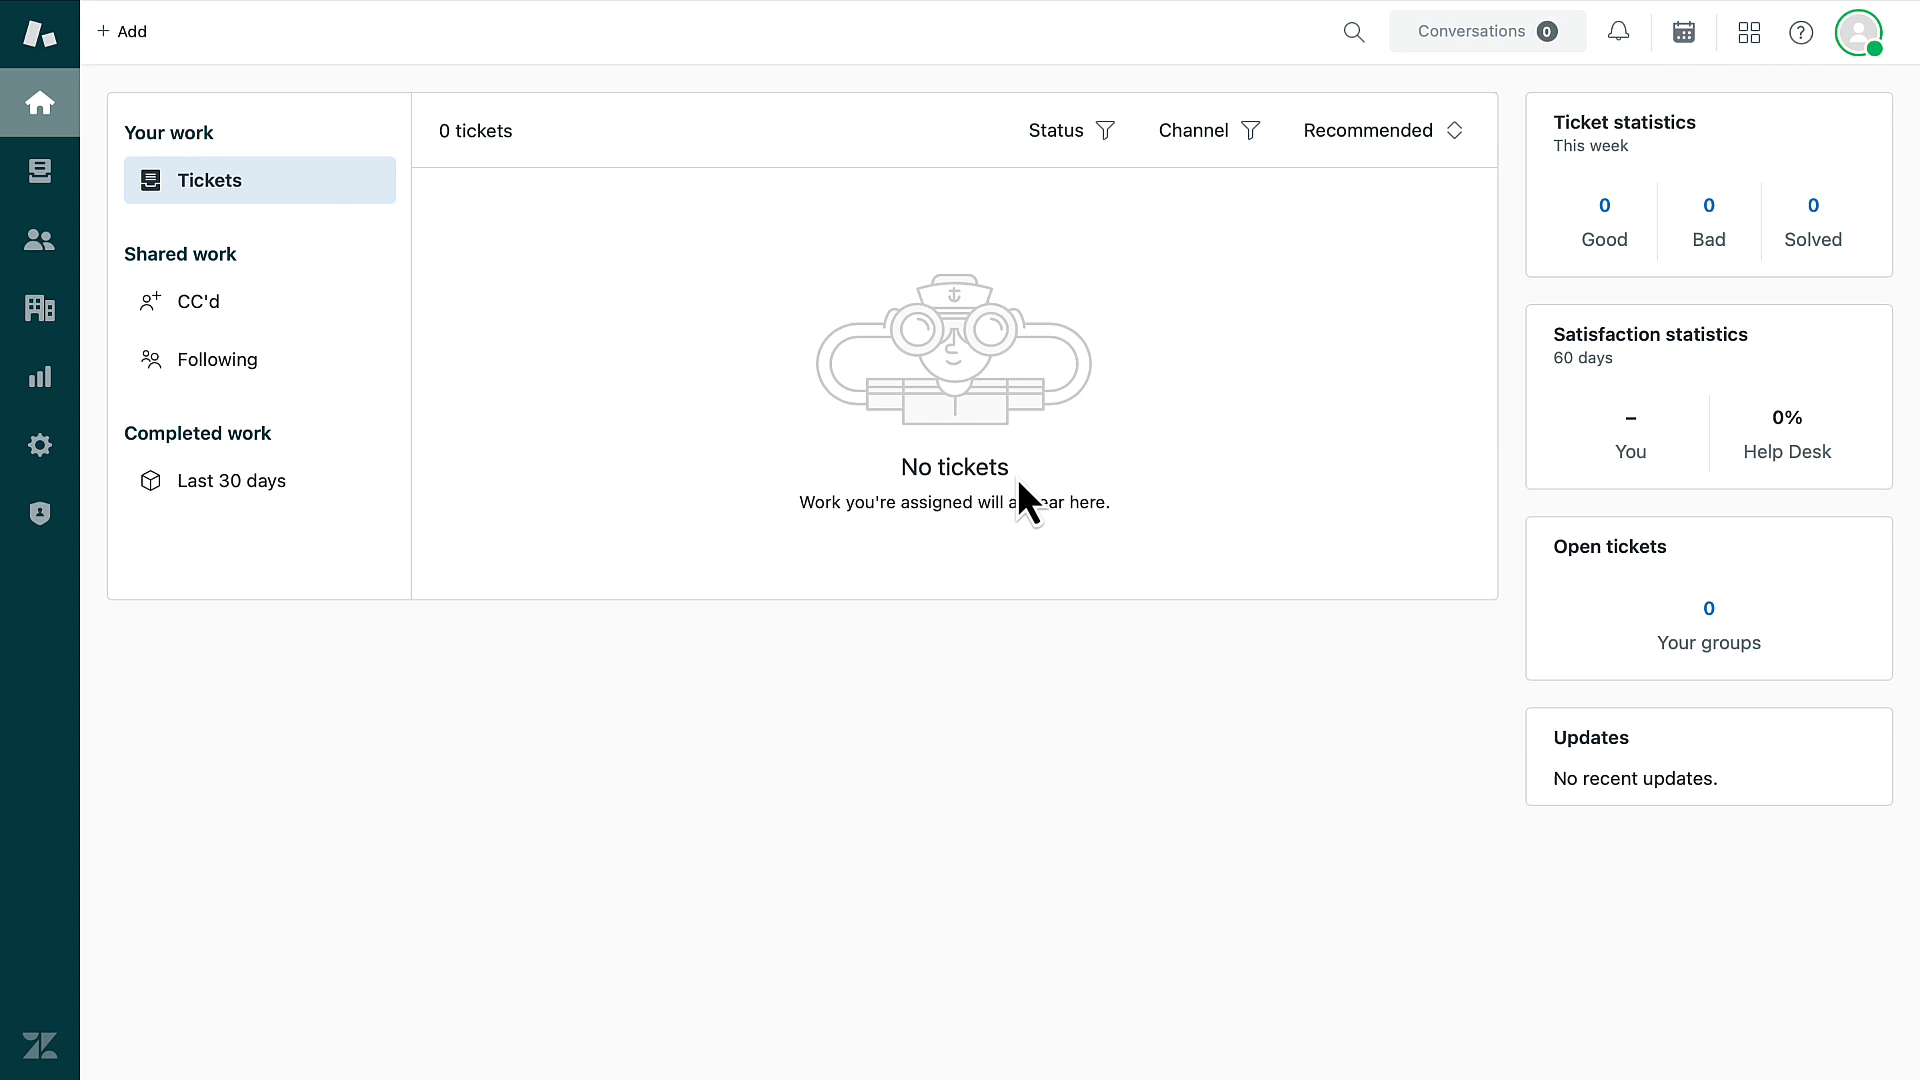 + Add
Conversations 0
Your work
Tickets
Shared work
CC'd
Following
Completed work
Last 30 days
0 tickets
Status
Channel
Recommended
No tickets
Work you're assigned will here.
Ticket statistics
This week
0 0 0
Good Bad Solved
Satisfaction statistics
60 days
– 0%
You Help Desk
Open tickets
0
Your groups
Updates
No recent updates.